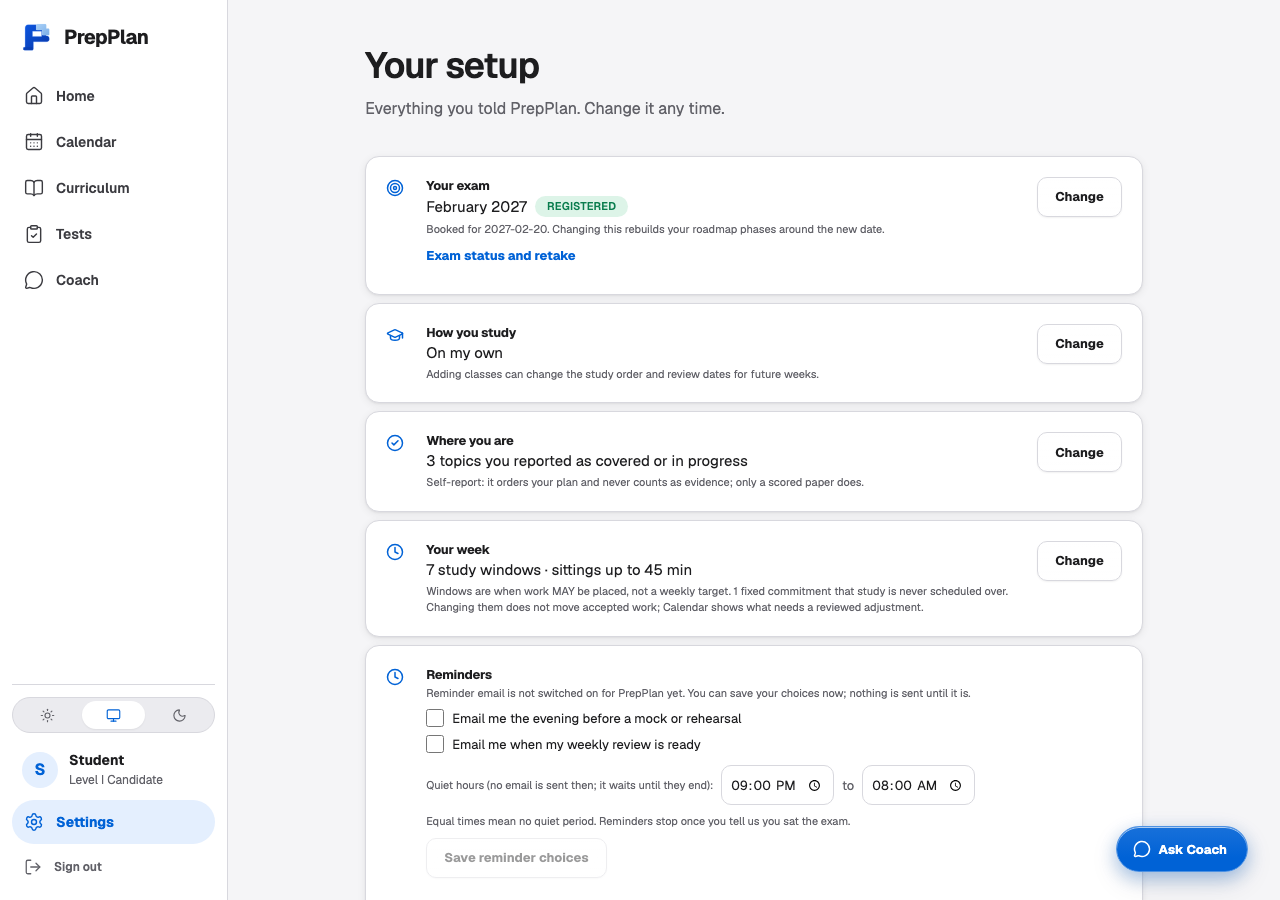 PrepPlan
Home
Calendar
Curriculum
Tests
Coach
Student
S
Level I Candidate
Settings
Sign out
Your setup
Everything you told PrepPlan. Change it any time.
Your exam
February 2027 REGISTERED
Booked for 2027-02-20. Changing this rebuilds your roadmap phases around the new date.
Exam status and retake
Change
How you study
On my own
Adding classes can change the study order and review dates for future weeks.
Change
Where you are
3 topics you reported as covered or in progress
Self-report: it orders your plan and never counts as evidence; only a scored paper does.
Change
Your week
7 study windows · sittings up to 45 min
Windows are when work MAY be placed, not a weekly target. 1 fixed commitment that study is never scheduled over.
Changing them does not move accepted work; Calendar shows what needs a reviewed adjustment.
Change
Reminders
Reminder email is not switched on for PrepPlan yet. You can save your choices now; nothing is sent until it is.
Email me the evening before a mock or rehearsal
Email me when my weekly review is ready
Quiet hours (no email is sent then; it waits until they end): 09:00 PM to 08:00 AM
Equal times mean no quiet period. Reminders stop once you tell us you sat the exam.
Save reminder choices
Ask Coach